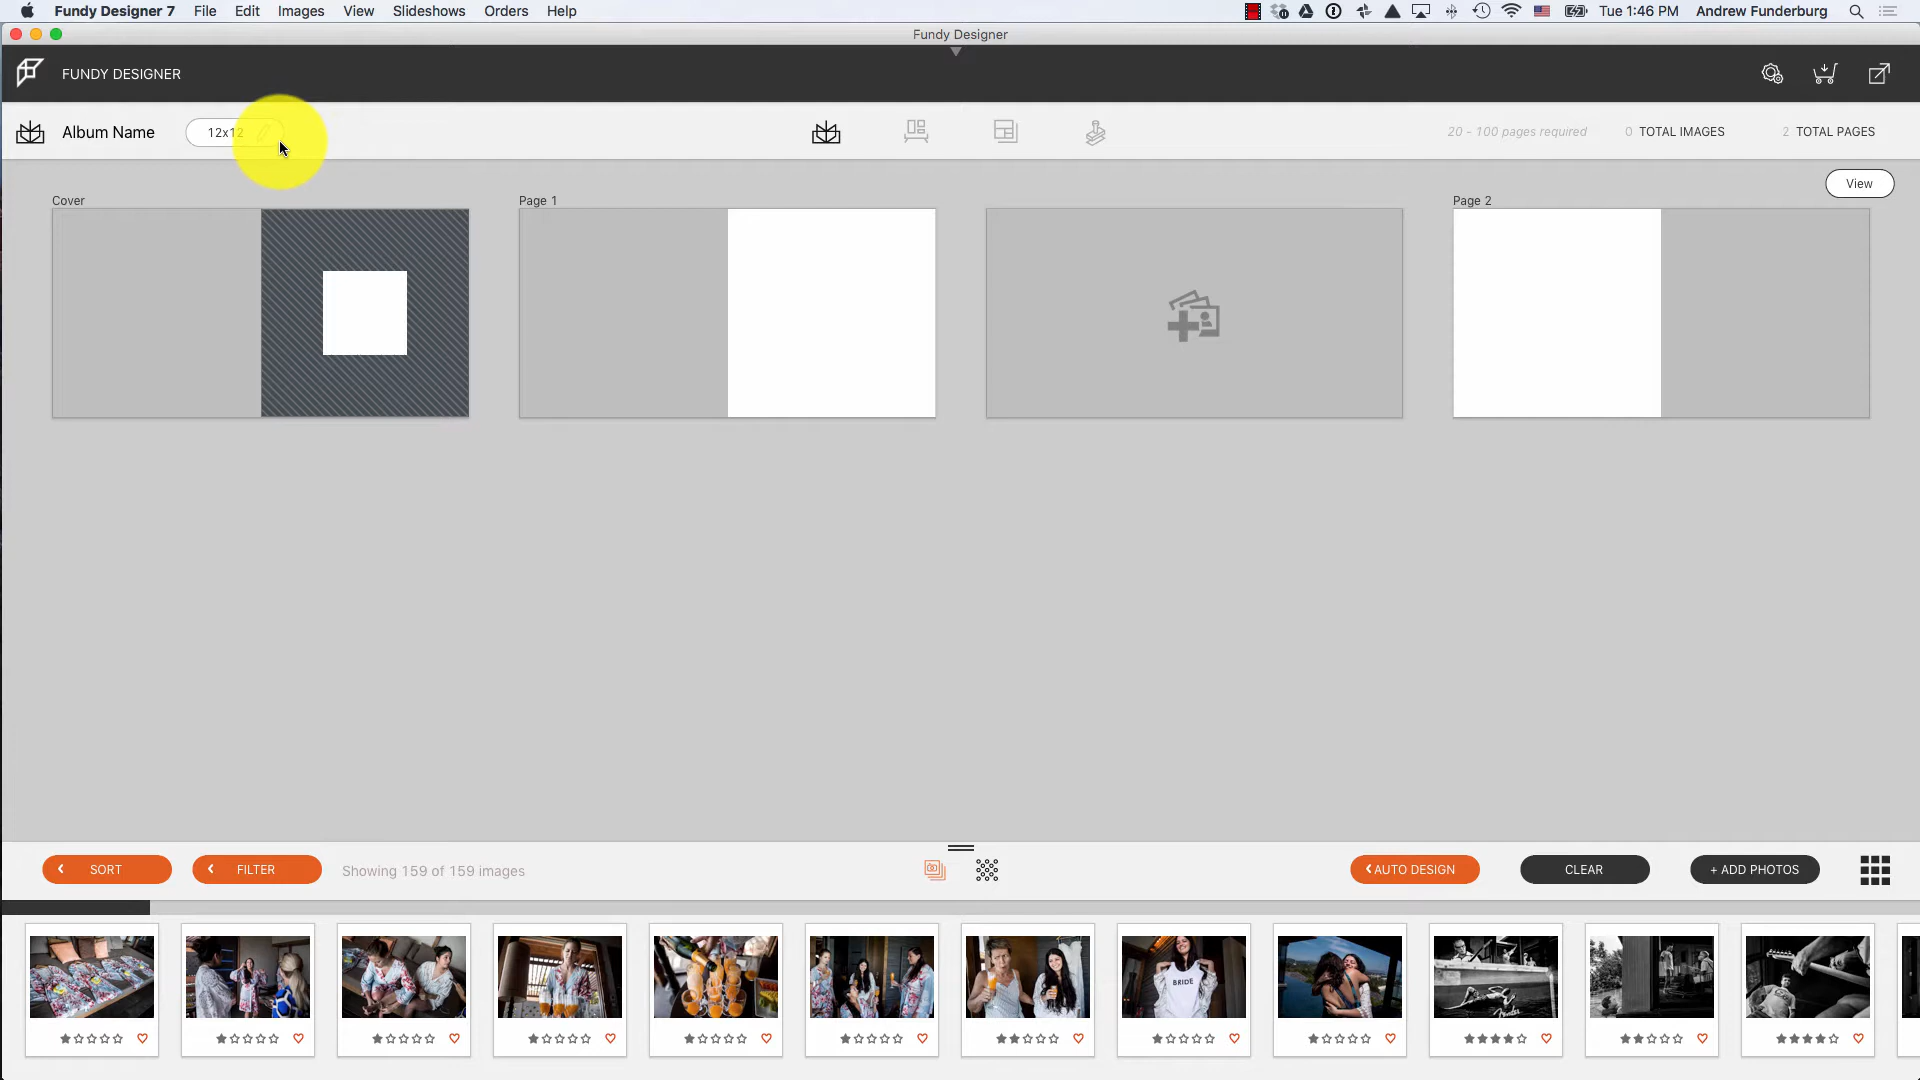 Fundy Designer 7 File Edit Images View Slideshows Orders Help Tue 1:46 PM Andrew Funderburg
Fundy Designer
FUNDY DESIGNER
Album Name 12x12 20 - 100 pages required 0 TOTAL IMAGES 2 TOTAL PAGES
View
Cover Page 1 Page 2
SORT FILTER Showing 159 of 159 images AUTO DESIGN CLEAR + ADD PHOTOS
BRIDE
Fender